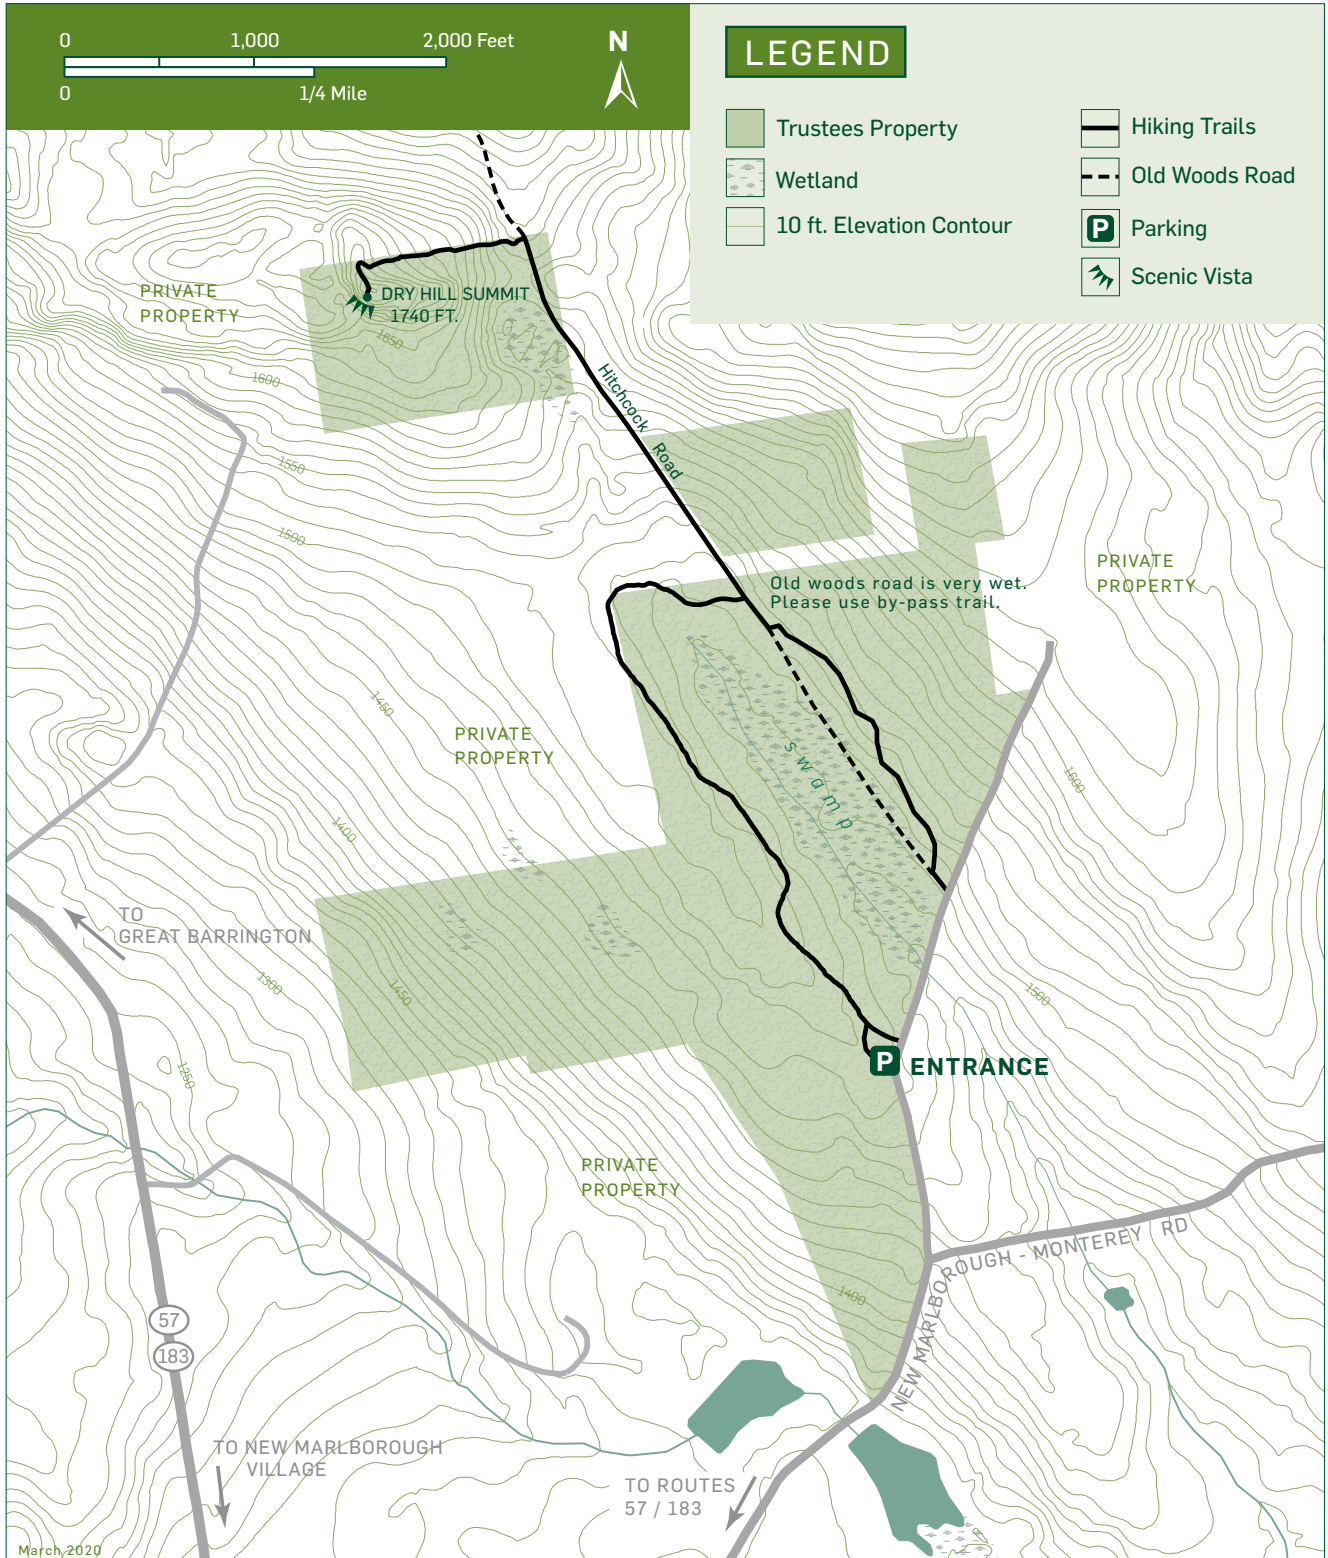 0 1,000 2,000 Feet
0 1/4 Mile
N
LEGEND
Trustees Property
Wetland
10 ft. Elevation Contour
Hiking Trails
Old Woods Road
P Parking
Scenic Vista
PRIVATE
PROPERTY
DRY HILL SUMMIT
1740 FT.
1650
1600
Hitchcock Road
1550
1500
PRIVATE
PROPERTY
Old woods road is very wet.
Please use by-pass trail.
1450
PRIVATE
PROPERTY
swamp
1600
1400
TO
GREAT BARRINGTON
1300
1450
1500
1250
P ENTRANCE
PRIVATE
PROPERTY
NEW MARLBOROUGH - MONTEREY RD
1400
57
183
TO NEW MARLBOROUGH
VILLAGE
TO ROUTES
57 / 183
March 2020